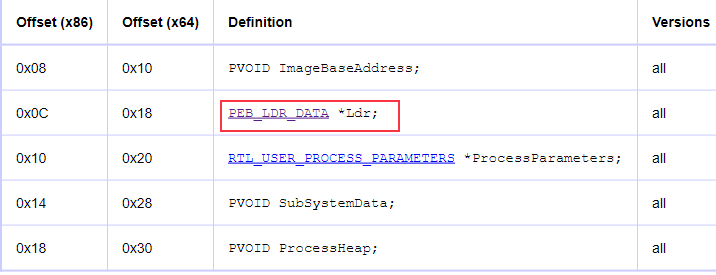 Offset (x86) Offset (x64) Definition Versions
0x08 0x10 PVOID ImageBaseAddress; all
0x0C 0x18 PEB_LDR_DATA *Ldr; all
0x10 0x20 RTL_USER_PROCESS_PARAMETERS *ProcessParameters; all
0x14 0x28 PVOID SubSystemData; all
0x18 0x30 PVOID ProcessHeap; all